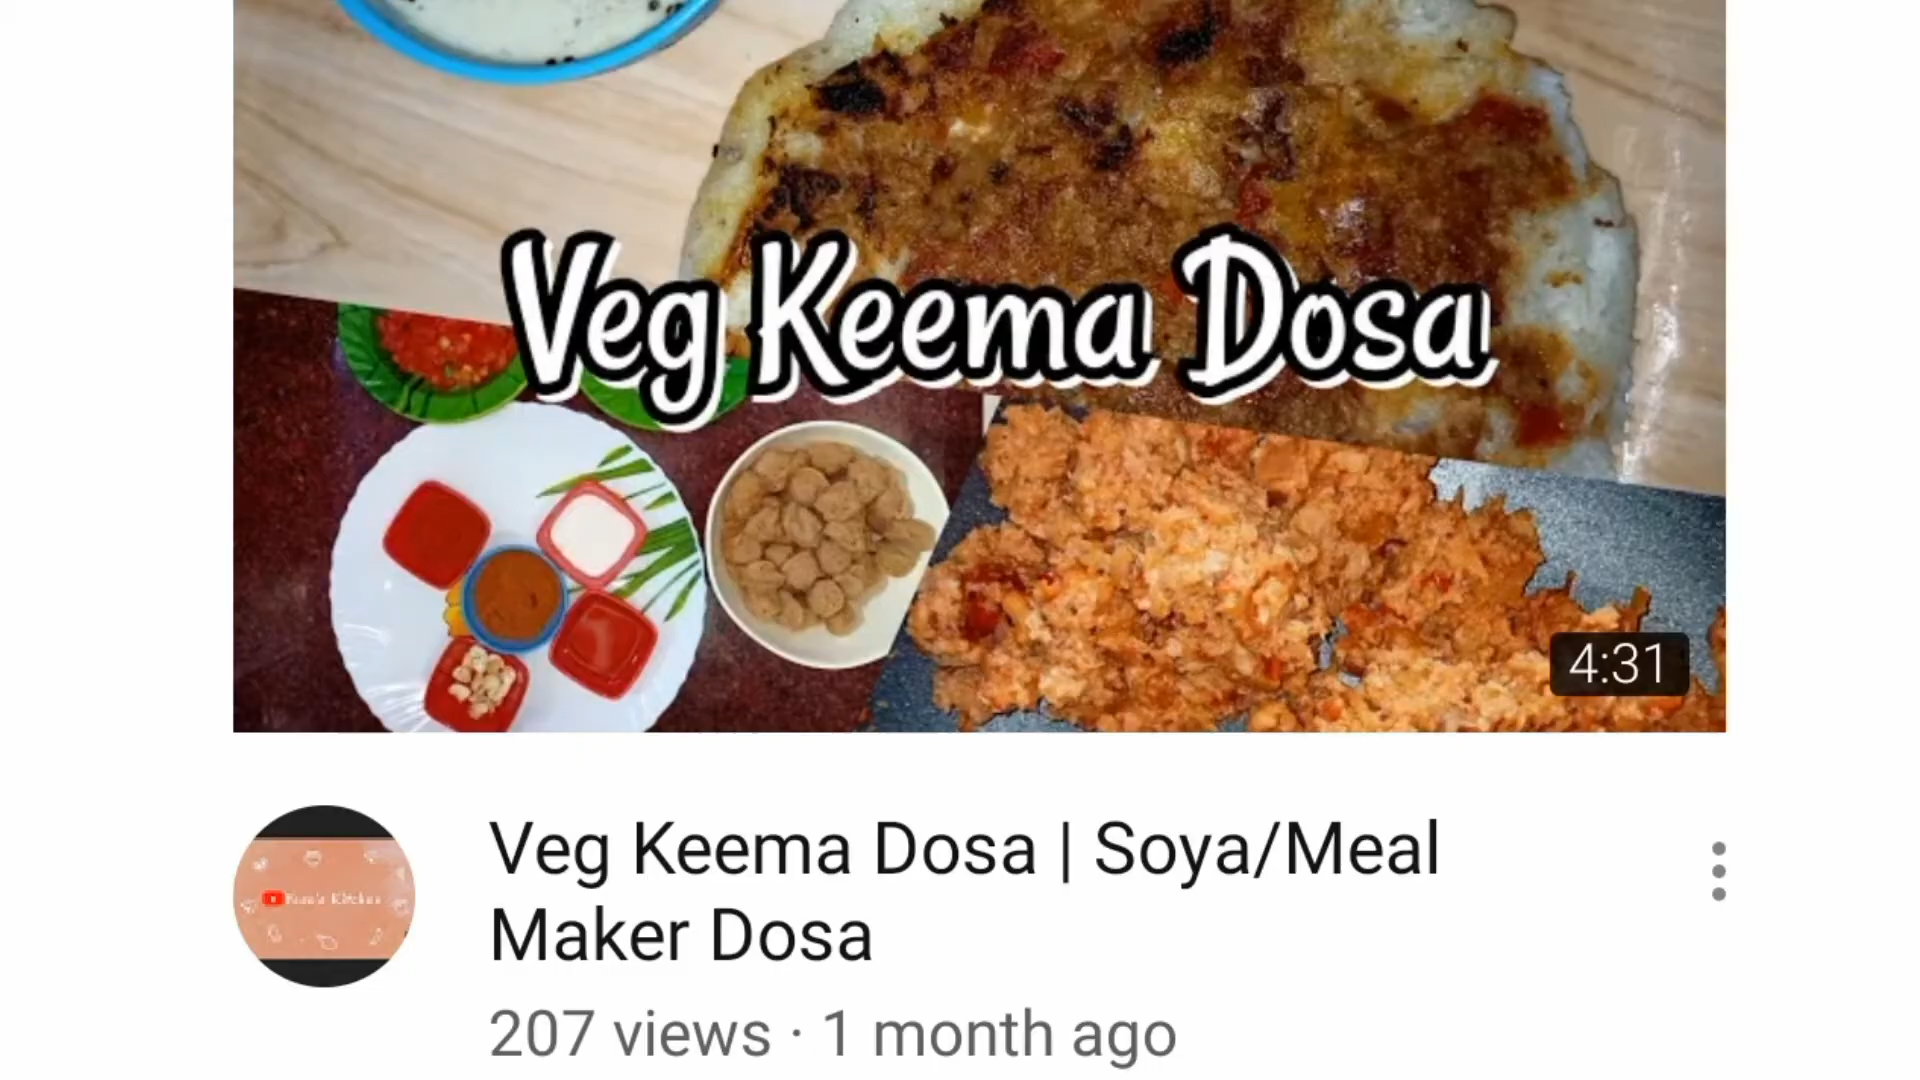 Veg Keema Dosa
4:31
Veg Keema Dosa | Soya/Meal
Maker Dosa
207 views · 1 month ago